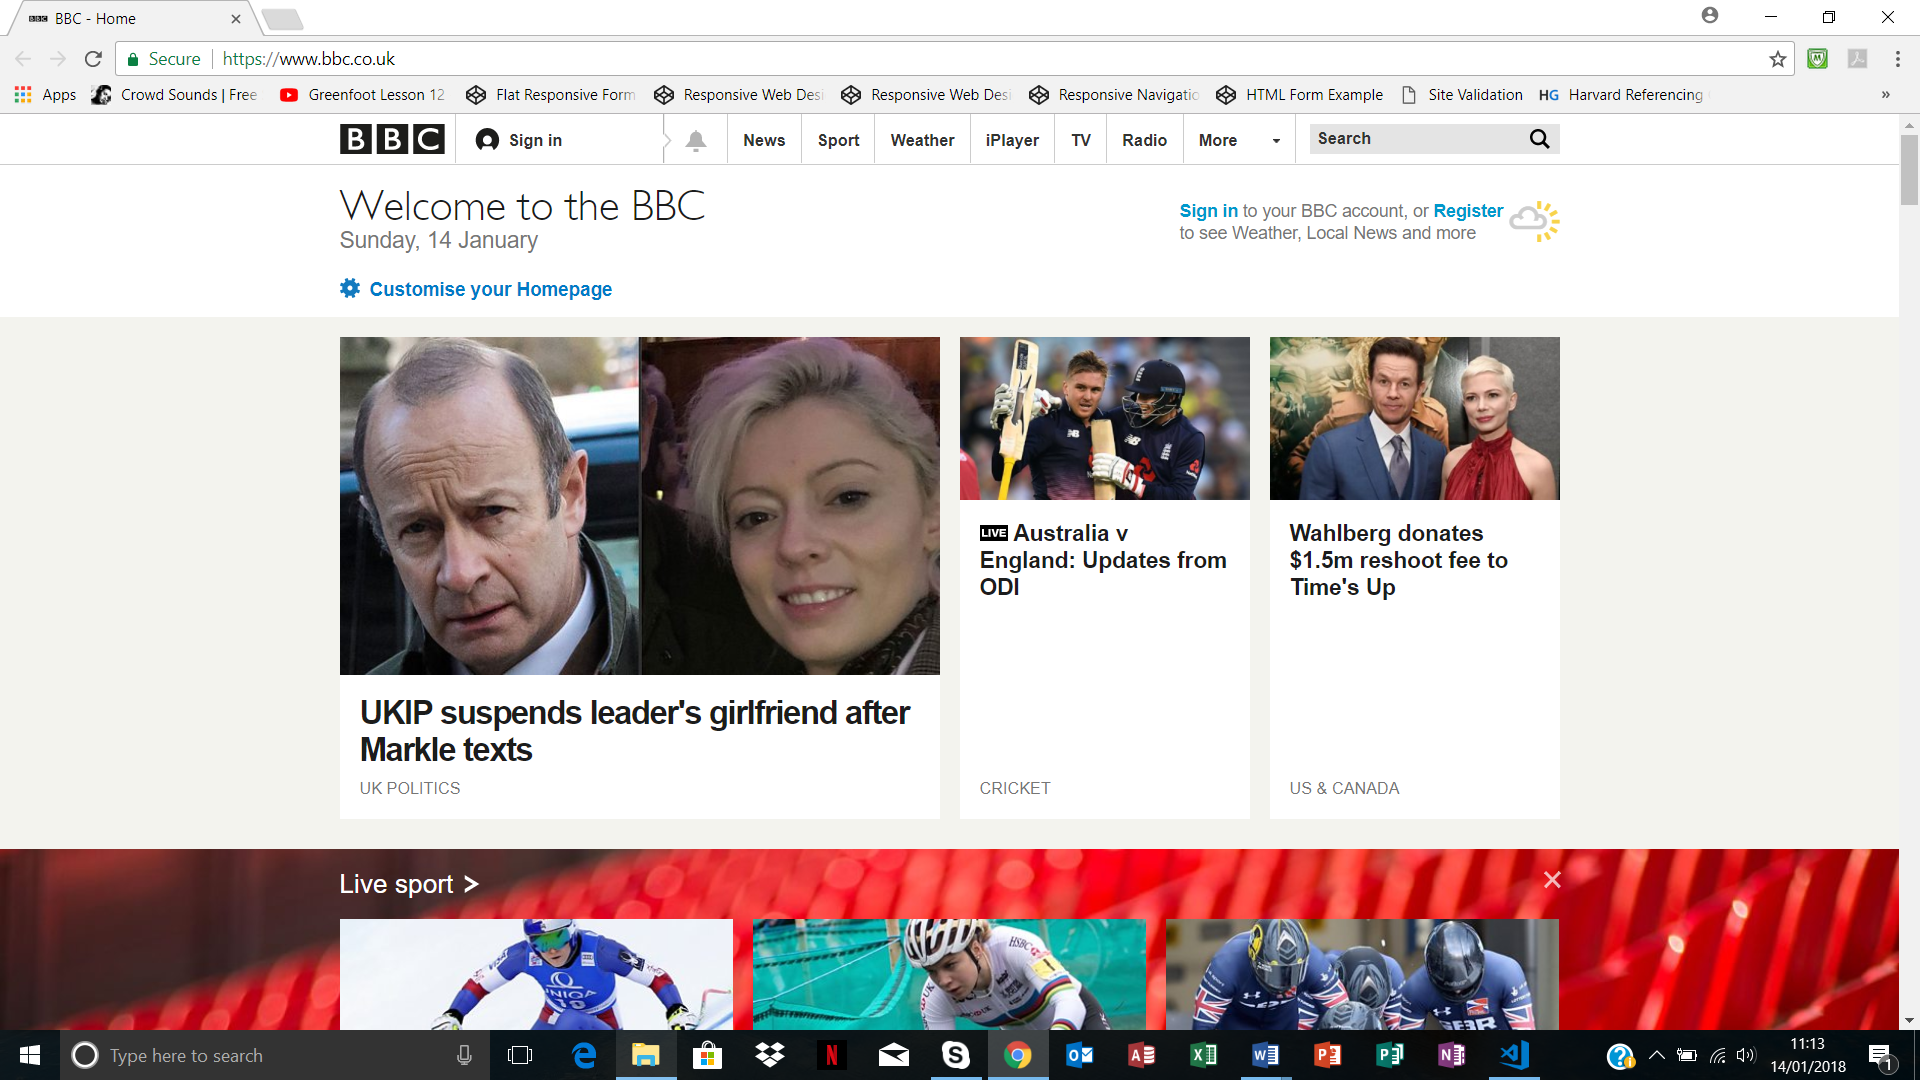 BBC - Home
Secure https://www.bbc.co.uk
Apps Crowd Sounds | Free Greenfoot Lesson 12 Flat Responsive Form Responsive Web Desi Responsive Web Desi Responsive Navigatio HTML Form Example Site Validation HG Harvard Referencing
BBC Sign in News Sport Weather iPlayer TV Radio More Search
Welcome to the BBC
Sunday, 14 January
Sign in to your BBC account, or Register
to see Weather, Local News and more
Customise your Homepage
UKIP suspends leader's girlfriend after
Markle texts
UK POLITICS
LIVE Australia v
England: Updates from
ODI
CRICKET
Wahlberg donates
$1.5m reshoot fee to
Time's Up
US & CANADA
Live sport
VISA
UNIQA
HSBC
GBR
Type here to search
11:13
14/01/2018
1